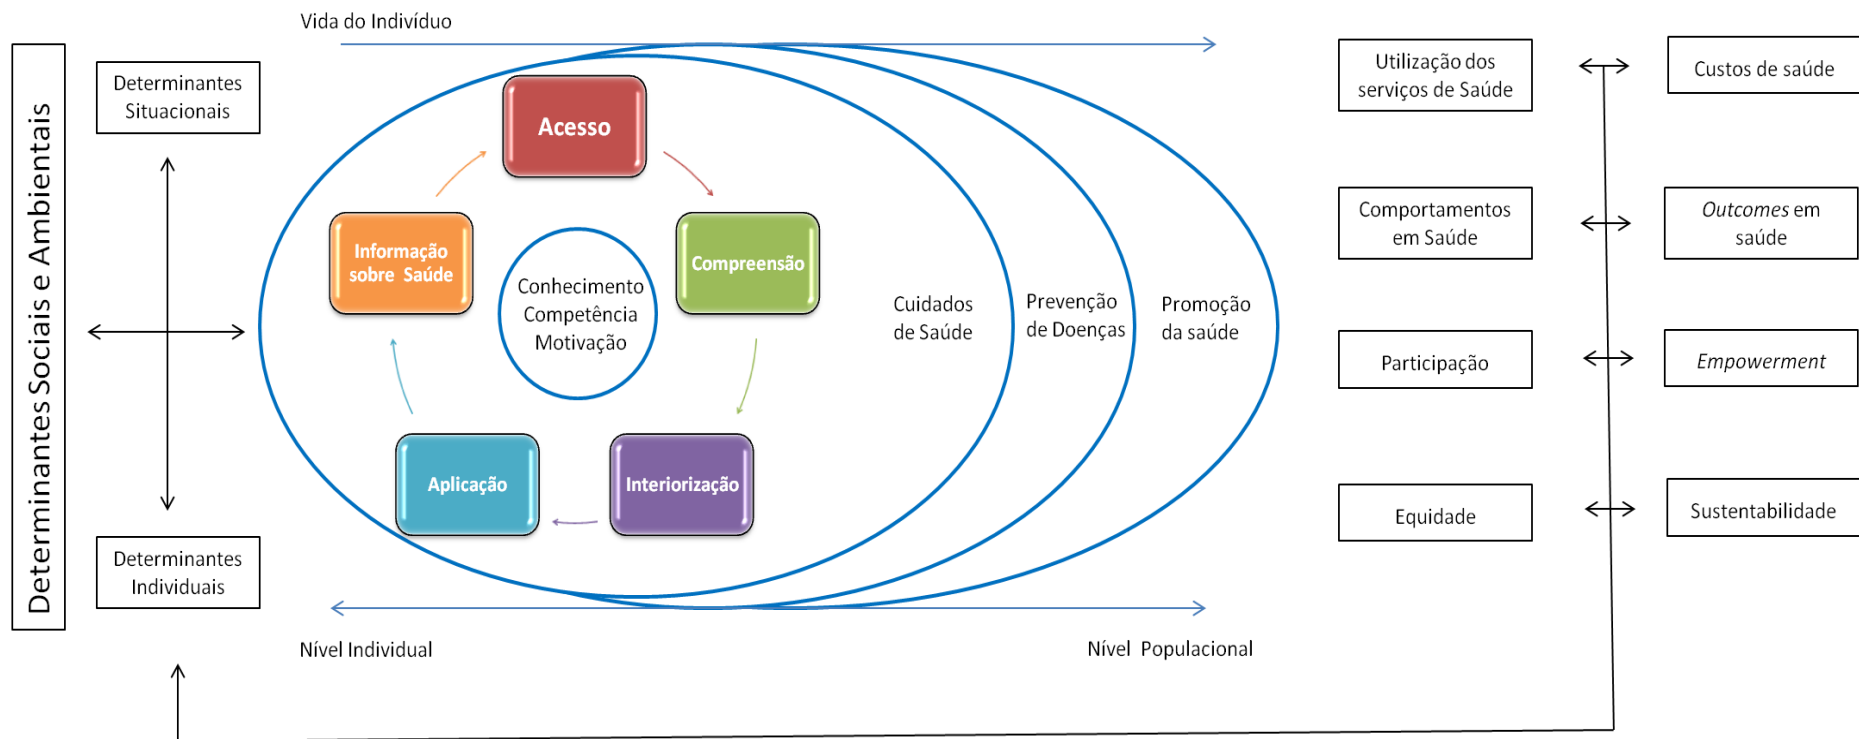 Vida do Indivíduo
Determinantes Sociais e Ambientais
Determinantes
Situacionais
Determinantes
Individuais
Acesso
Informação
sobre Saúde
Compreensão
Conhecimento
Competência
Motivação
Aplicação
Interiorização
Cuidados
de Saúde
Prevenção
de Doenças
Promoção
da saúde
Nível Individual
Nível Populacional
Utilização dos
serviços de Saúde
Custos de saúde
Comportamentos
em Saúde
Outcomes em
saúde
Participação
Empowerment
Equidade
Sustentabilidade